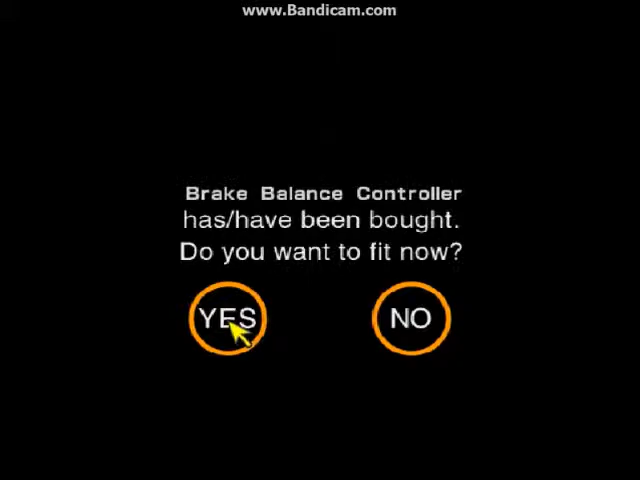 www.Bandicam.com
Brake Balance Controller
has/have been bought.
Do you want to fit now?
YES NO